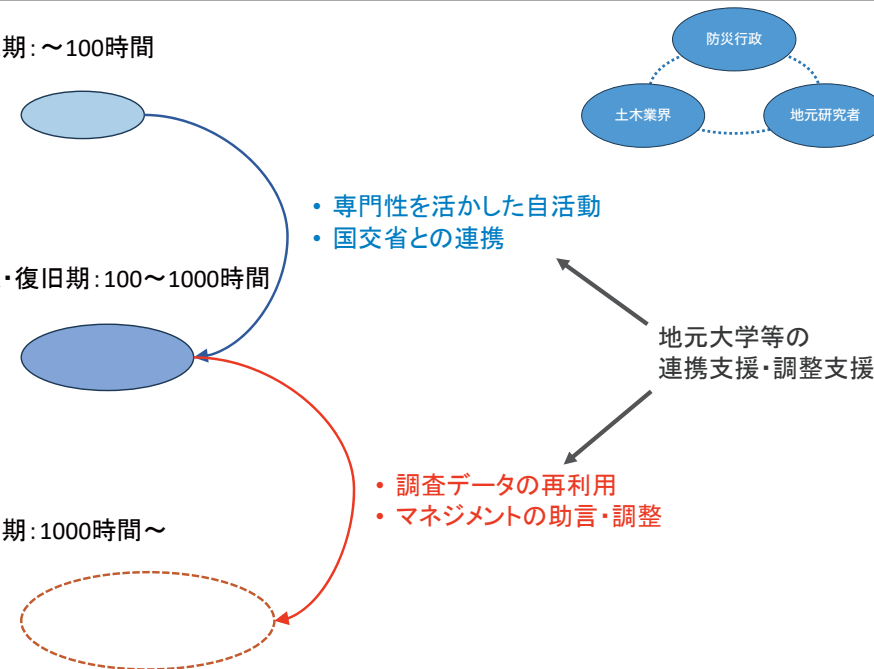 期：～100時間
防災行政
土木業界
地元研究者
• 専門性を活かした自活動
• 国交省との連携
・復旧期：100～1000時間
地元大学等の
連携支援・調整支援
• 調査データの再利用
• マネジメントの助言・調整
期：1000時間～